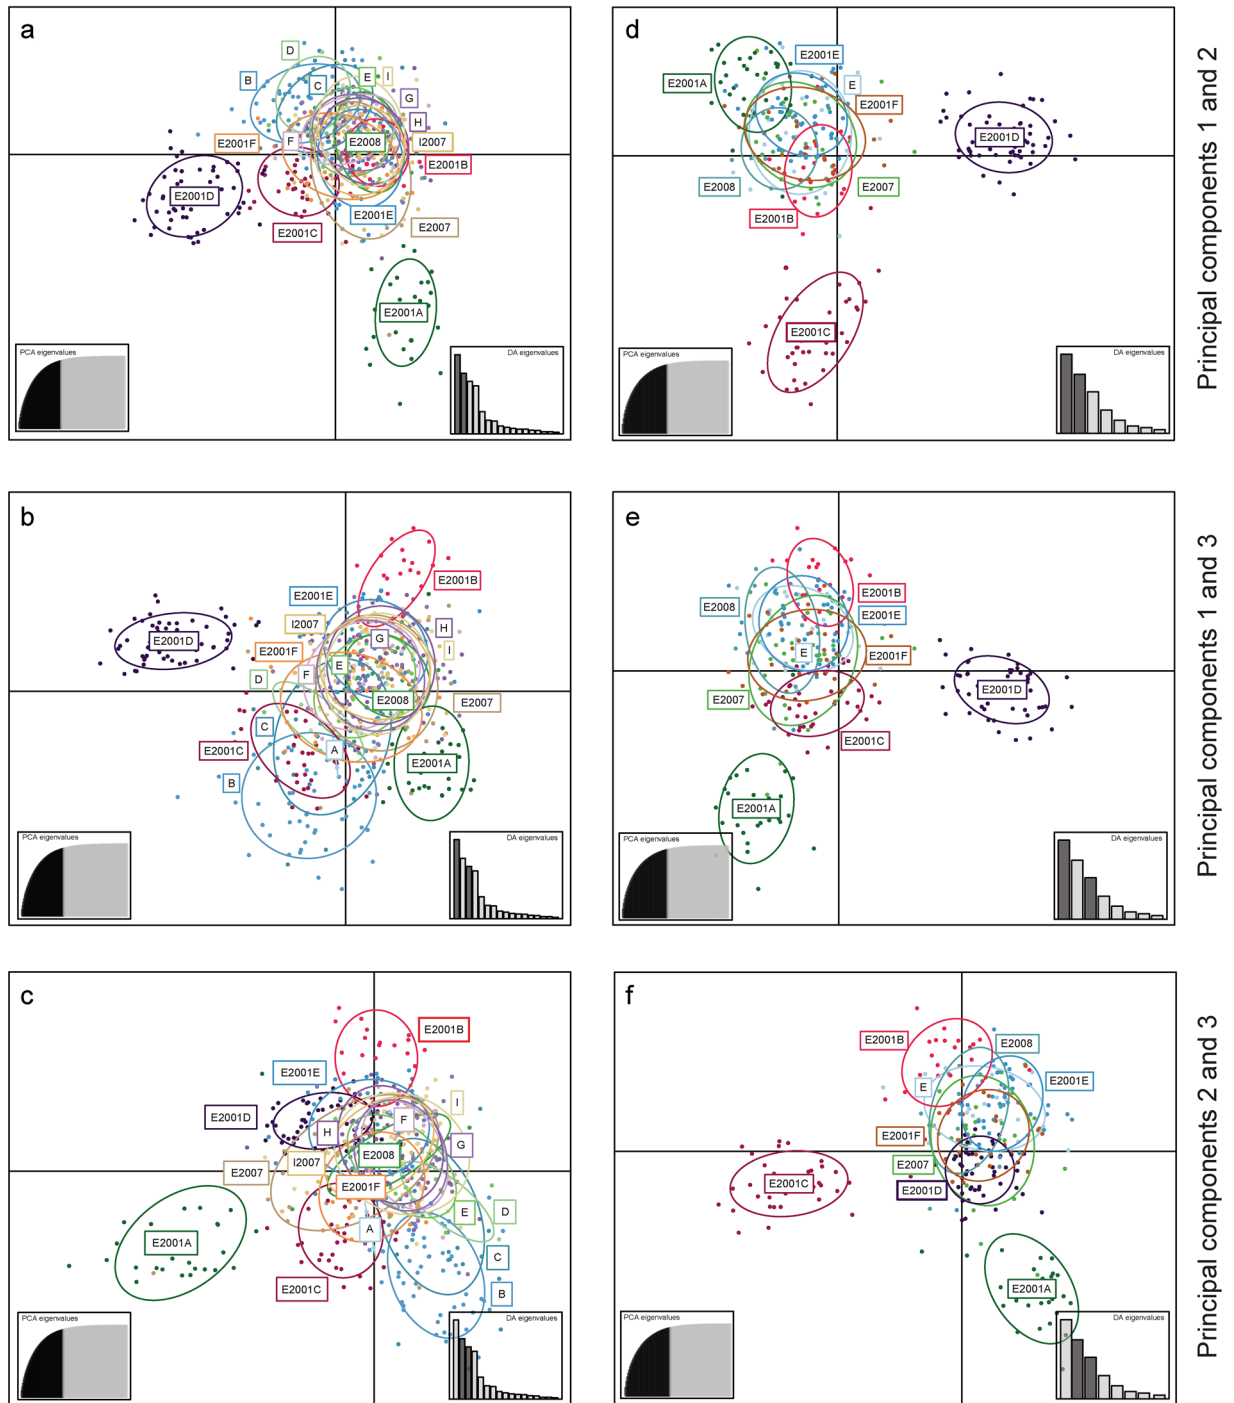 a
D
B
C
E
I
G
H
E2001F
F
E2008
I2007
E2001B
E2001D
E2001E
E2001C
E2007
E2001A
PCA eigenvalues
DA eigenvalues
d
E2001E
E2001A
E
E2001F
E2001D
E2008
E2007
E2001B
E2001C
PCA eigenvalues
DA eigenvalues
Principal components 1 and 2
b
E2001B
E2001E
I2007
H
G
E2001D
E2001F
I
E
F
D
E2008
E2007
C
E2001C
A
E2001A
B
PCA eigenvalues
DA eigenvalues
e
E2001B
E2008
E2001E
E
E2001F
E2001D
E2007
E2001C
E2001A
PCA eigenvalues
DA eigenvalues
Principal components 1 and 3
c
E2001B
E2001E
I
E2001D
F
H
G
E2008
I2007
E2007
E2001F
E
D
A
E2001A
C
E2001C
B
PCA eigenvalues
DA eigenvalues
f
E2001B
E2008
E2001E
E
E2001F
E2007
E2001C
E2001D
E2001A
PCA eigenvalues
DA eigenvalues
Principal components 2 and 3